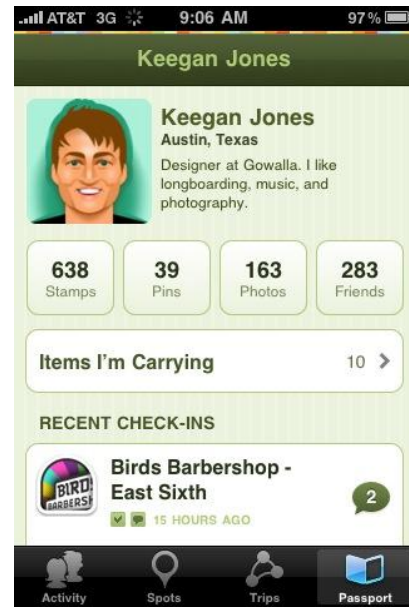 AT&T 3G 9:06 AM 97%
Keegan Jones
Keegan Jones
Austin, Texas
Designer at Gowalla. I like
longboarding, music, and
photography.
638 39 163 283
Stamps Pins Photos Friends
Items I'm Carrying 10
RECENT CHECK-INS
BIRDS
BARBERSH
Birds Barbershop -
East Sixth
2
15 HOURS AGO
Activity Spots Trips Passport